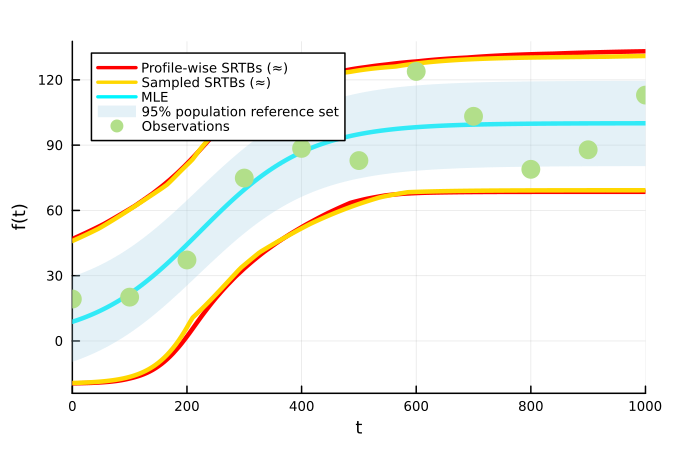 Profile-wise SRTBs (≈)
Sampled SRTBs (≈)
MLE
95% population reference set
Observations
f(t)
120
90
60
30
0
0 200 400 600 800 1000
t